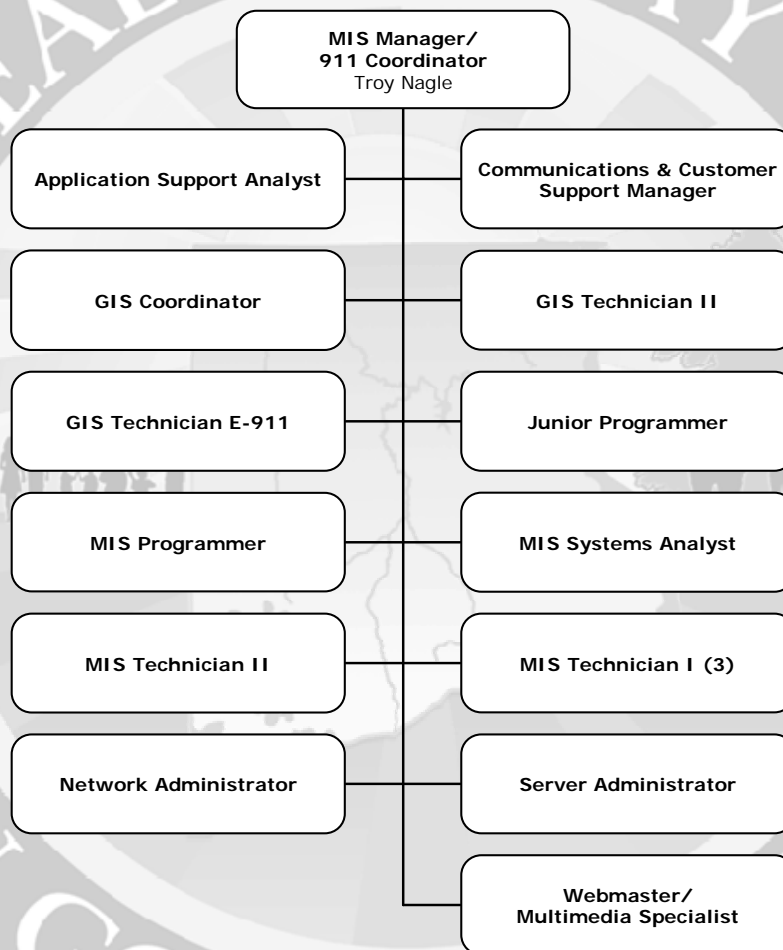 MIS Manager/
911 Coordinator
Troy Nagle
Application Support Analyst
Communications & Customer
Support Manager
GIS Coordinator
GIS Technician II
GIS Technician E-911
Junior Programmer
MIS Programmer
MIS Systems Analyst
MIS Technician II
MIS Technician I (3)
Network Administrator
Server Administrator
Webmaster/
Multimedia Specialist